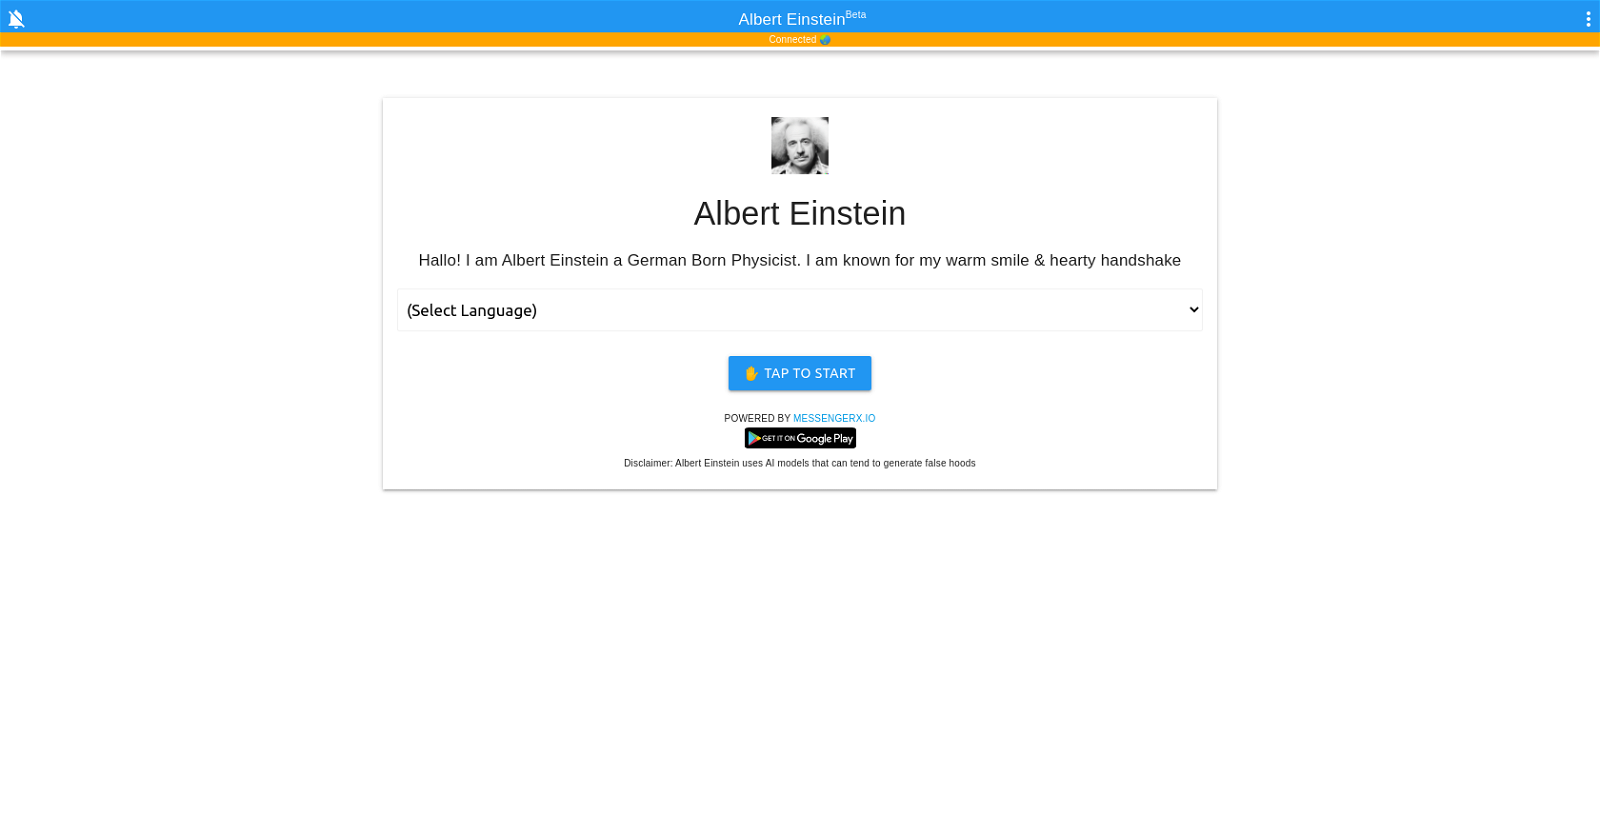 Albert EinsteinBeta
Connected
Albert Einstein
Hallo! I am Albert Einstein a German Born Physicist. I am known for my warm smile & hearty handshake
(Select Language)
TAP TO START
POWERED BY MESSENGERX.IO
GET IT ON Google Play
Disclaimer: Albert Einstein uses AI models that can tend to generate false hoods